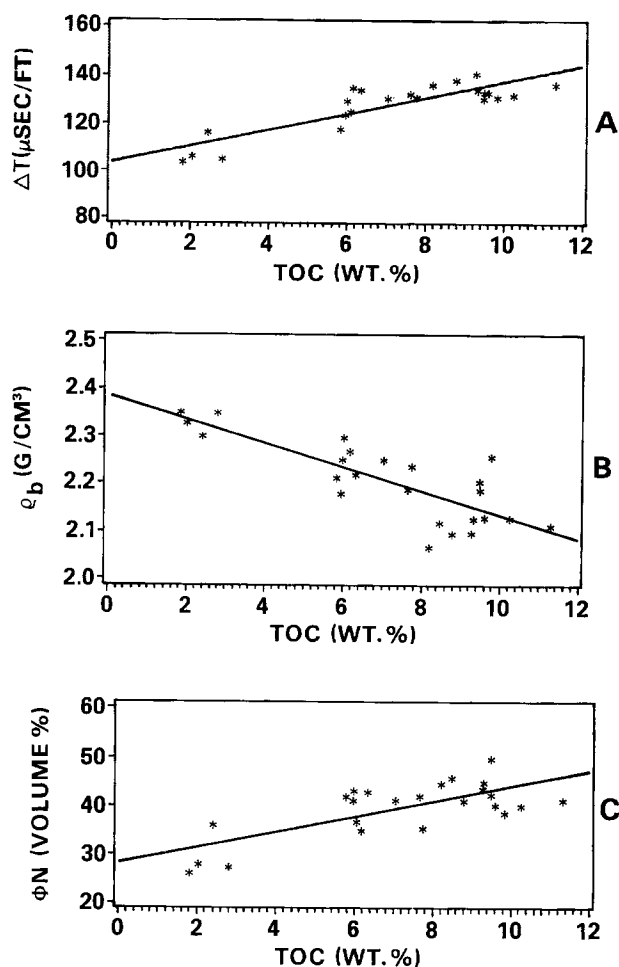 160
140
120
100
80
ΔT(μSEC/FT)
0 2 4 6 8 10 12
TOC (WT.%)
A
2.5
2.4
2.3
2.2
2.1
2.0
ϱb (G/CM³)
0 2 4 6 8 10 12
TOC (WT.%)
B
60
50
40
30
20
ΦN (VOLUME %)
0 2 4 6 8 10 12
TOC (WT.%)
C